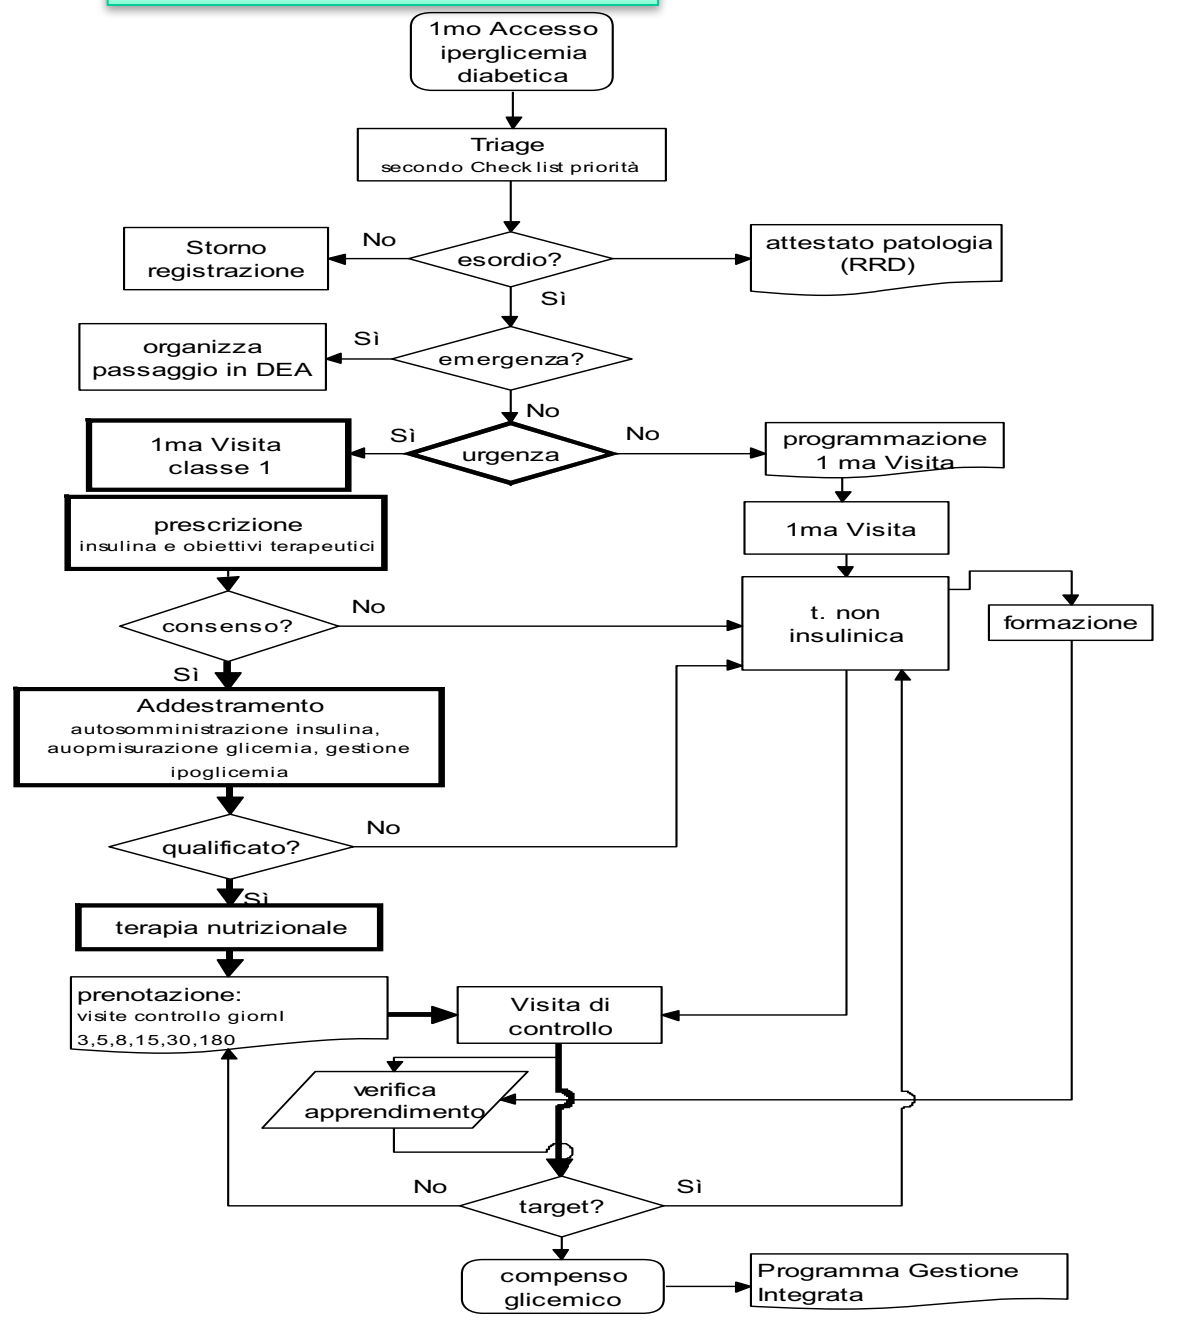 1mo Accesso
iperglicemia
diabetica
Triage
secondo Check list priorità
No
Storno
registrazione
esordio?
attestato patologia
(RRD)
Sì
Sì
organizza
passaggio in DEA
emergenza?
No
Sì
No
1ma Visita
classe 1
urgenza
programmazione
1 ma Visita
prescrizione
insulina e obiettivi terapeutici
1ma Visita
No
consenso?
t. non
insulinica
formazione
Sì
Addestramento
autosomministrazione insulina,
auopmisurazione glicemia, gestione
ipoglicemia
No
qualificato?
Sì
terapia nutrizionale
prenotazione:
visite controllo giornI
3,5,8,15,30,180
Visita di
controllo
verifica
apprendimento
No
Sì
target?
compenso
glicemico
Programma Gestione
Integrata